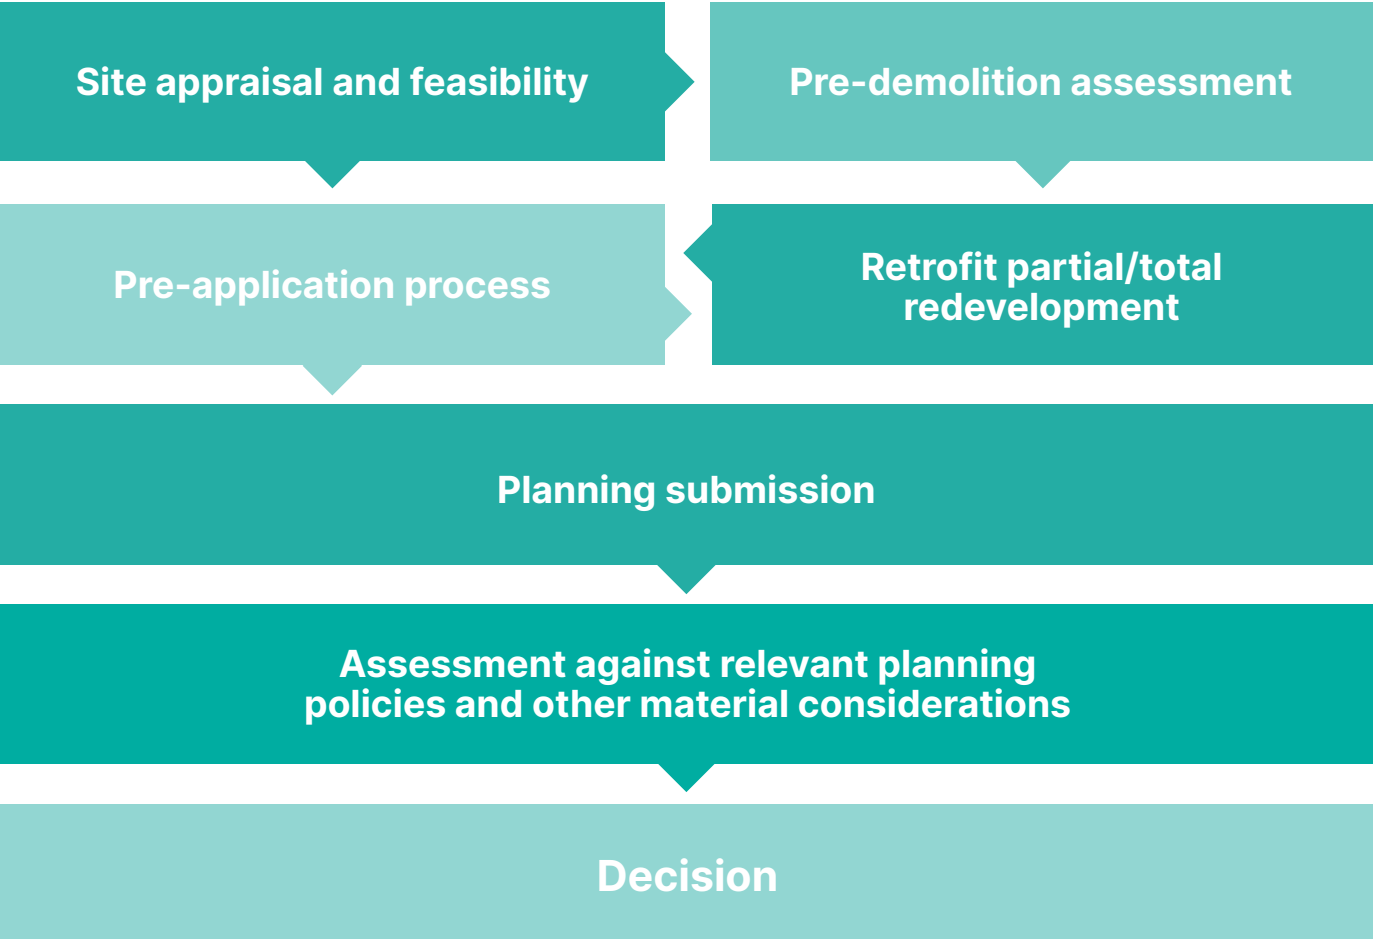 Site appraisal and feasibility
Pre-demolition assessment
Pre-application process
Retrofit partial/total
redevelopment
Planning submission
Assessment against relevant planning
policies and other material considerations
Decision